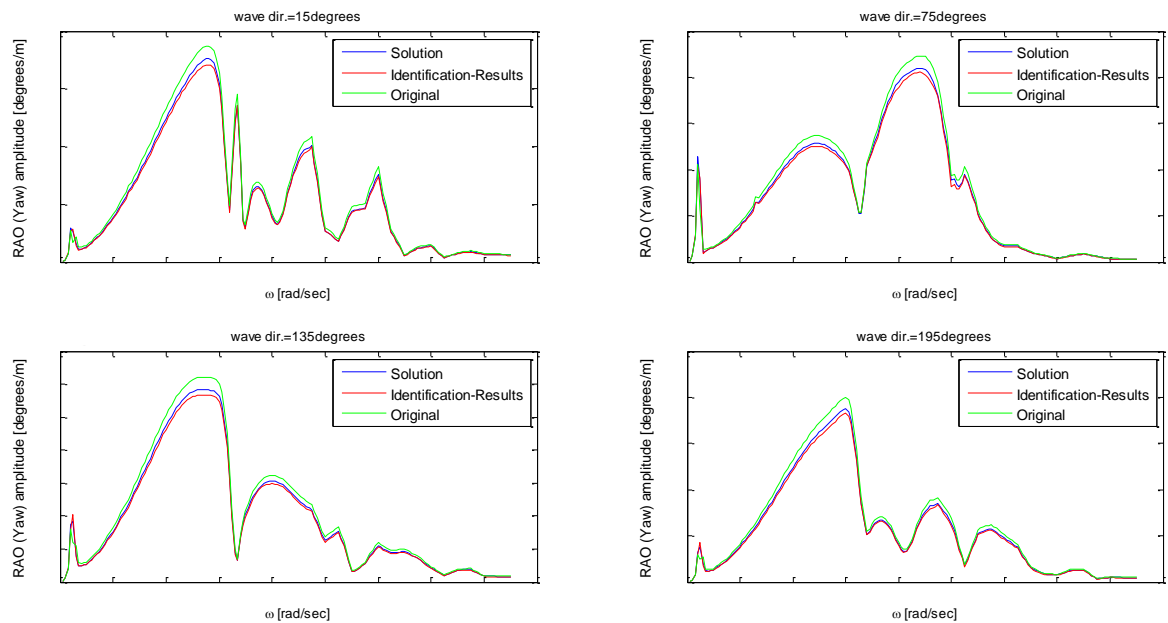 wave dir.=15degrees
RAO (Yaw) amplitude [degrees/m]
Solution
Identification-Results
Original
ω [rad/sec]
wave dir.=75degrees
RAO (Yaw) amplitude [degrees/m]
Solution
Identification-Results
Original
ω [rad/sec]
wave dir.=135degrees
RAO (Yaw) amplitude [degrees/m]
Solution
Identification-Results
Original
ω [rad/sec]
wave dir.=195degrees
RAO (Yaw) amplitude [degrees/m]
Solution
Identification-Results
Original
ω [rad/sec]